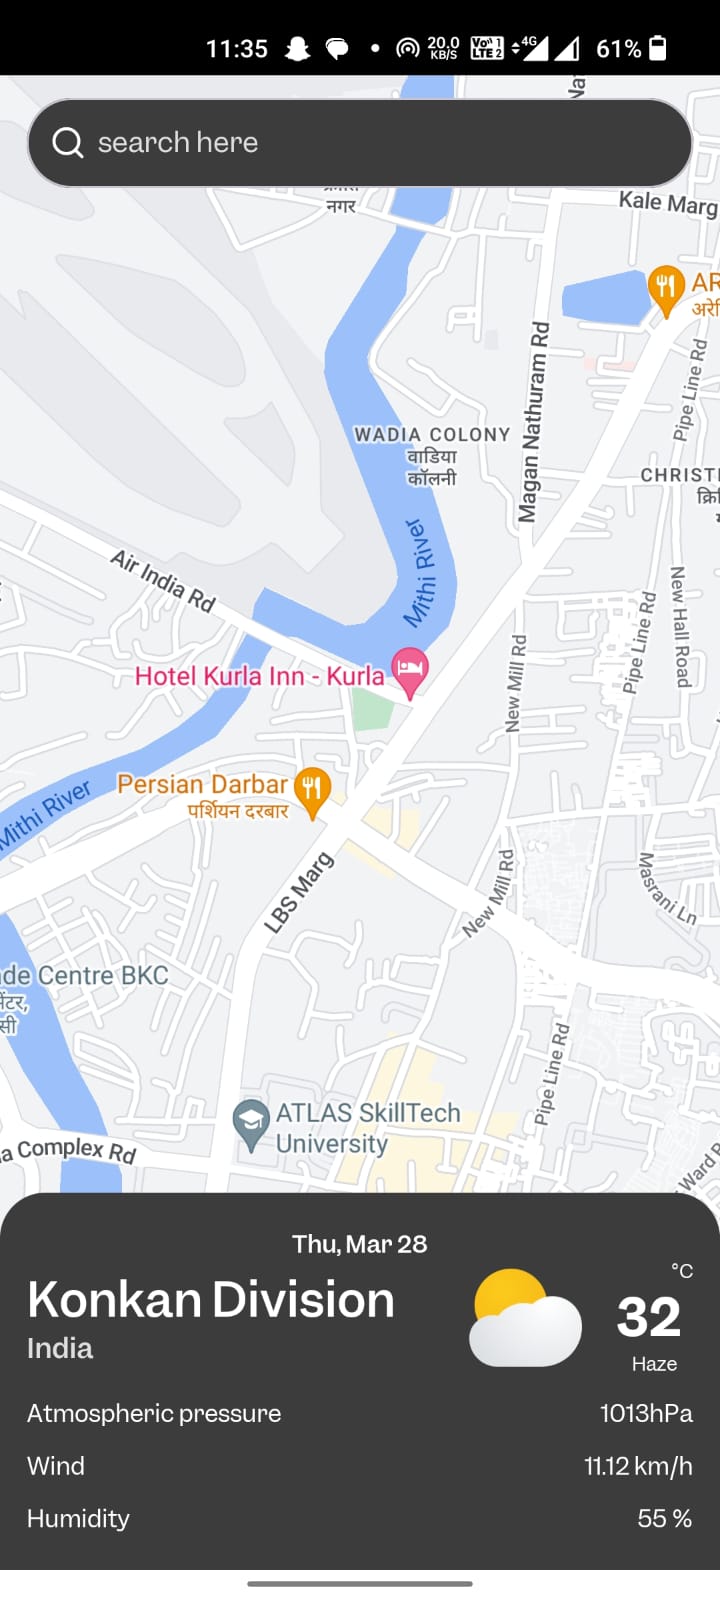 11:35
20.0
KB/S
Vo 1
LTE 2
4G
61%
search here
नगर
Kale Marg
AR
अरे
Magan Nathuram Rd
Pipe Line Rd
WADIA COLONY
वाडिया
कॉलनी
CHRISTI
क्रि
Mithi River
Air India Rd
New Hall Road
Pipe Line Rd
New Mill Rd
Hotel Kurla Inn - Kurla
Persian Darbar
पर्शियन दरबार
Mithi River
LBS Marg
New Mill Rd
Masrani Ln
de Centre BKC
सेंटर,
सी
Pipe Line Rd
ATLAS SkillTech
University
a Complex Rd
Ward
Thu, Mar 28
°C
Konkan Division
32
India
Haze
Atmospheric pressure 1013hPa
Wind 11.12 km/h
Humidity 55 %